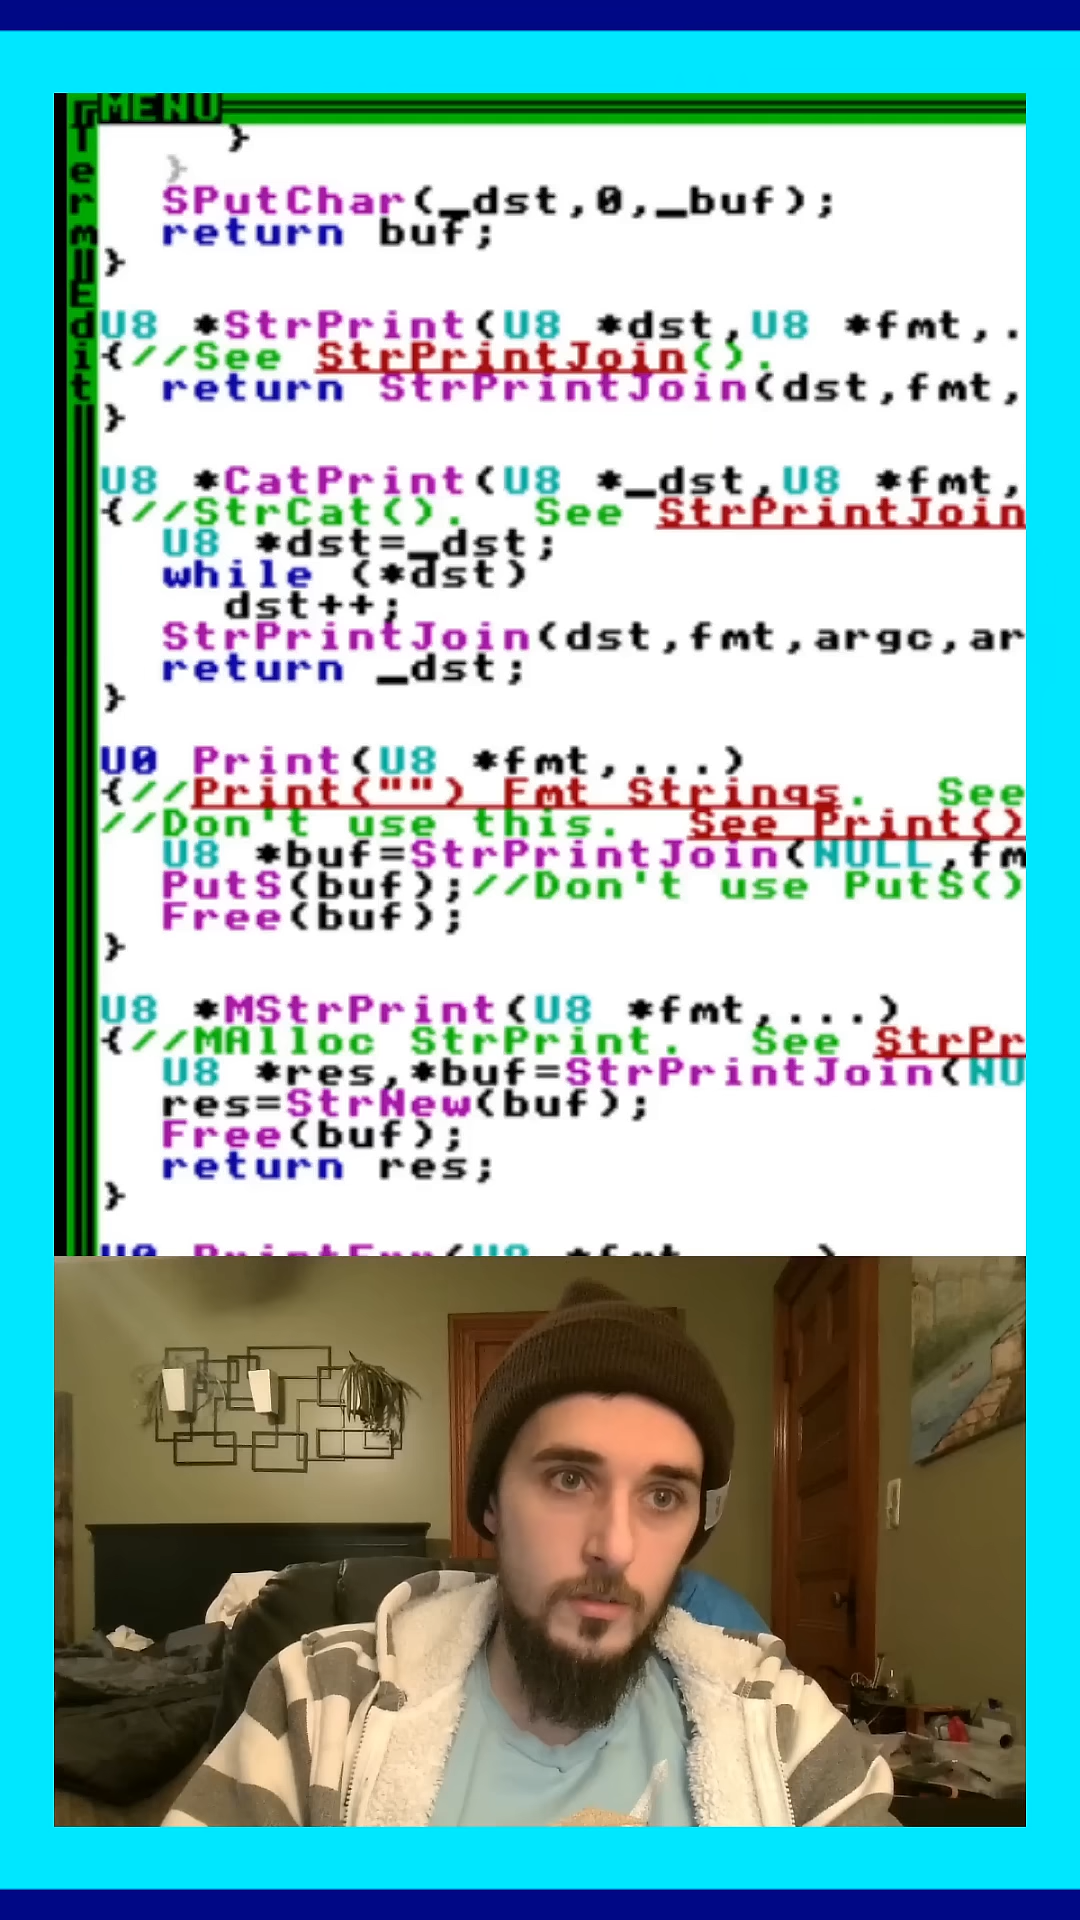 MENU
Term|Edit
}
}
SPutChar(_dst,0,_buf);
return buf;
}
U8 *StrPrint(U8 *dst,U8 *fmt,.
{//See StrPrintJoin().
return StrPrintJoin(dst,fmt,
}
U8 *CatPrint(U8 *_dst,U8 *fmt,
{//StrCat().  See StrPrintJoin
U8 *dst=_dst;
while (*dst)
dst++;
StrPrintJoin(dst,fmt,argc,ar
return _dst;
}
U0 Print(U8 *fmt,...)
{//Print("") Fmt Strings.  See
//Don't use this.  See Print()
U8 *buf=StrPrintJoin(NULL,fm
PutS(buf);//Don't use PutS()
Free(buf);
}
U8 *MStrPrint(U8 *fmt,...)
{//MAlloc StrPrint.  See StrPr
U8 *res,*buf=StrPrintJoin(NU
res=StrNew(buf);
Free(buf);
return res;
}